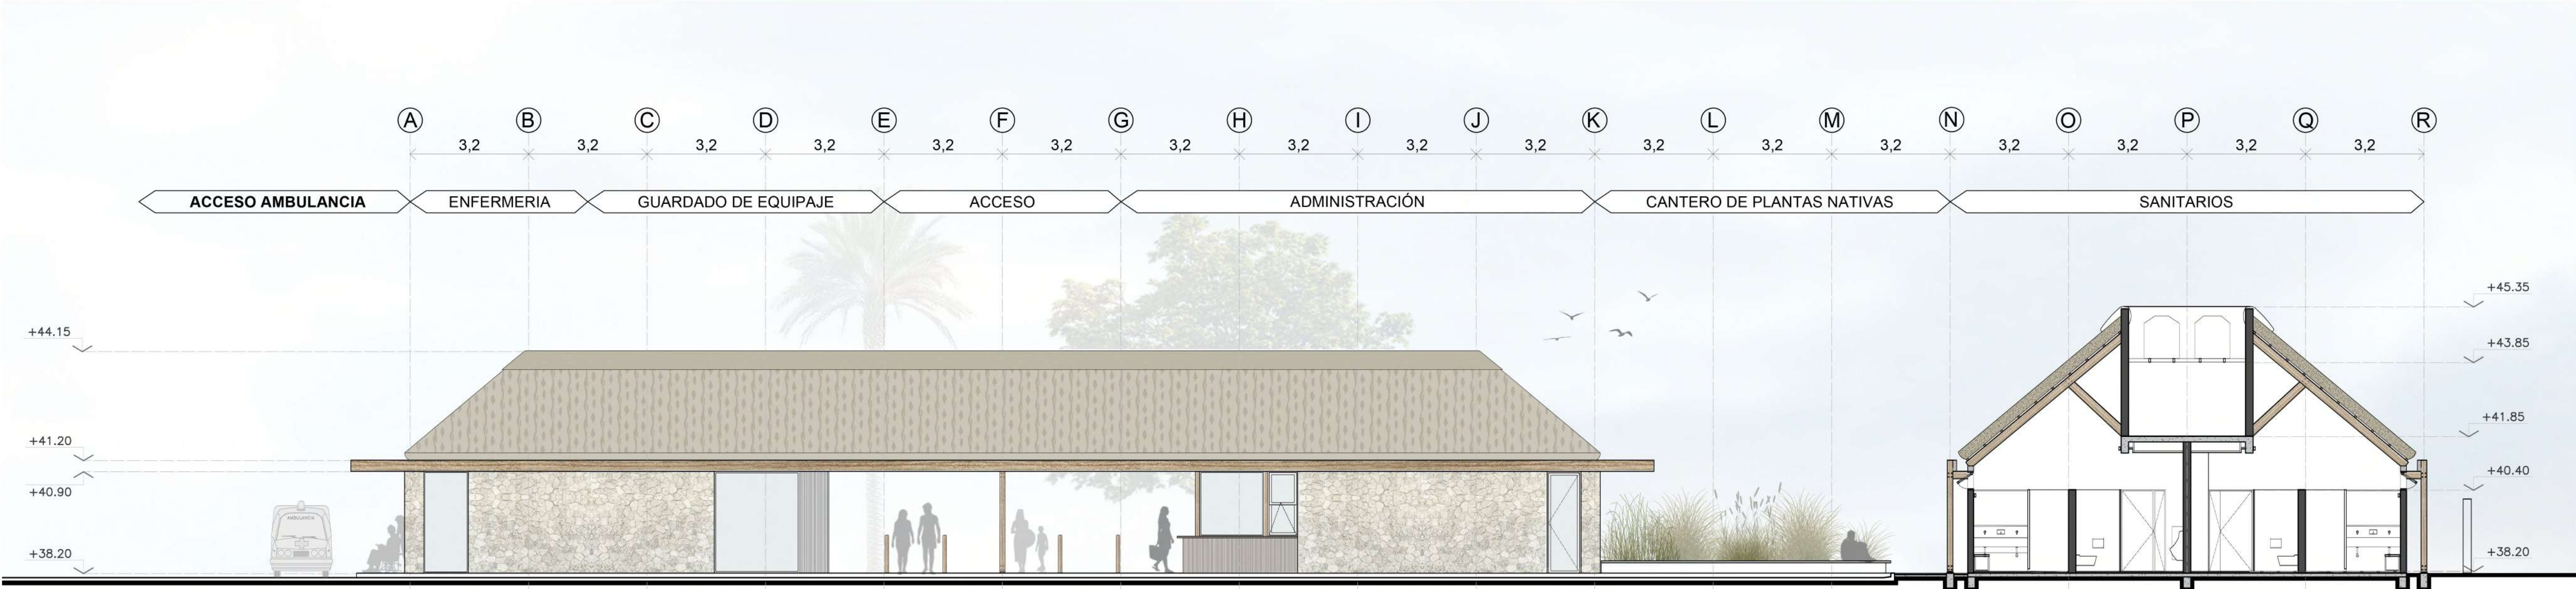 A B C D E F G H I J K L M N O P Q R
3,2 3,2 3,2 3,2 3,2 3,2 3,2 3,2 3,2 3,2 3,2 3,2 3,2 3,2 3,2 3,2 3,2
ACCESO AMBULANCIA ENFERMERIA GUARDADO DE EQUIPAJE ACCESO ADMINISTRACIÓN CANTERO DE PLANTAS NATIVAS SANITARIOS
+45.35
+44.15
+43.85
+41.85
+41.20
+40.40
+40.90
AMBULANCIA
+38.20
+38.20